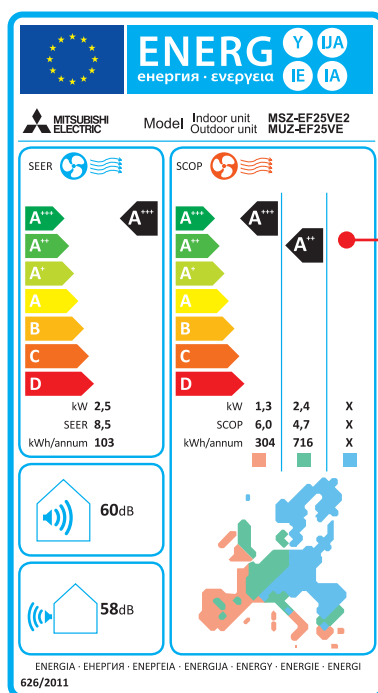 ENERG
енергия · ενεργεια
Y IJA
IE IA
MITSUBISHI
ELECTRIC
Model Indoor unit MSZ-EF25VE2
Outdoor unit MUZ-EF25VE
SEER
A+++ A+++
A++
A+
A
B
C
D
kW 2,5
SEER 8,5
kWh/annum 103
SCOP
A+++ A+++
A++ A++
A+
A
B
C
D
kW 1,3 2,4 X
SCOP 6,0 4,7 X
kWh/annum 304 716 X
60dB
58dB
ENERGIA · ЕНЕРГИЯ · ΕΝΕΡΓΕΙΑ · ENERGIJA · ENERGY · ENERGIE · ENERGI
626/2011